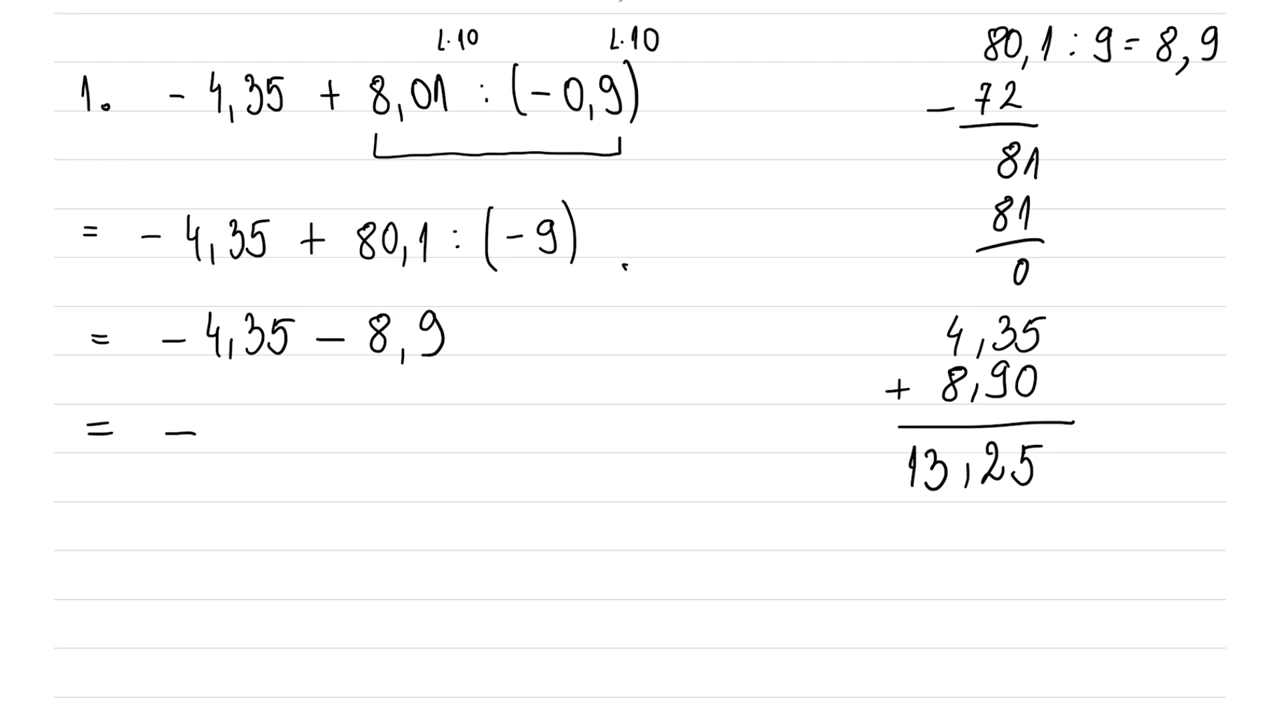 L·10 L·10
1. - 4,35 + 8,01 : (-0,9)
= - 4,35 + 80,1 : (-9) .
= - 4,35 - 8,9
= -
80,1 : 9 = 8,9
- 72
81
81
0
4,35
+ 8,90
13,25